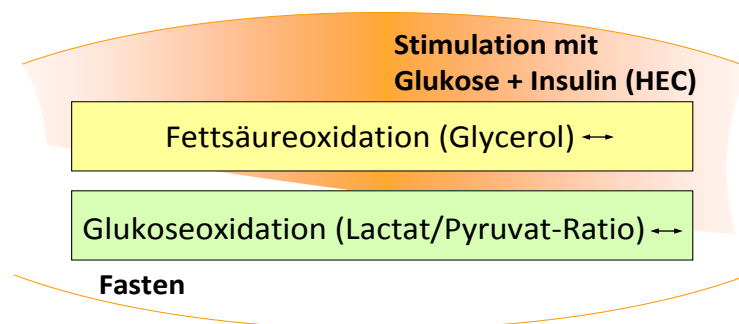 Stimulation mit
Glukose + Insulin (HEC)
Fettsäureoxidation (Glycerol) ↔
Glukoseoxidation (Lactat/Pyruvat-Ratio) ↔
Fasten